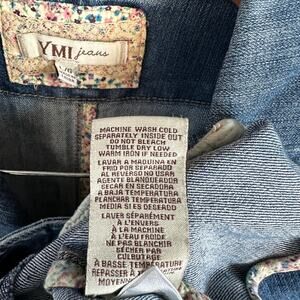 YMI jeans
MACHINE WASH COLD
SEPARATELY INSIDE OUT
DO NOT BLEACH
TUMBLE DRY LOW
WARM IRON IF NEEDED
LAVAR A MAQUINA EN
FRIO POR SEPARADO
AL REVERSO NO USAR
AGENTE BLANQUEADOR
SECAR EN SECADORA
A BAJA TEMPERATURA
PLANCHAR TEMPERATURA
MEDIA SI ES DESEADO
LAVER SÉPARÉMENT
À L'ENVERS
À LA MACHINE
À L'EAU FROIDE
NE PAS BLANCHIR
SÉCHER PAR
CULBUTAGE
À BASSE TEMPÉRATURE
REPASSER À
MOYEN